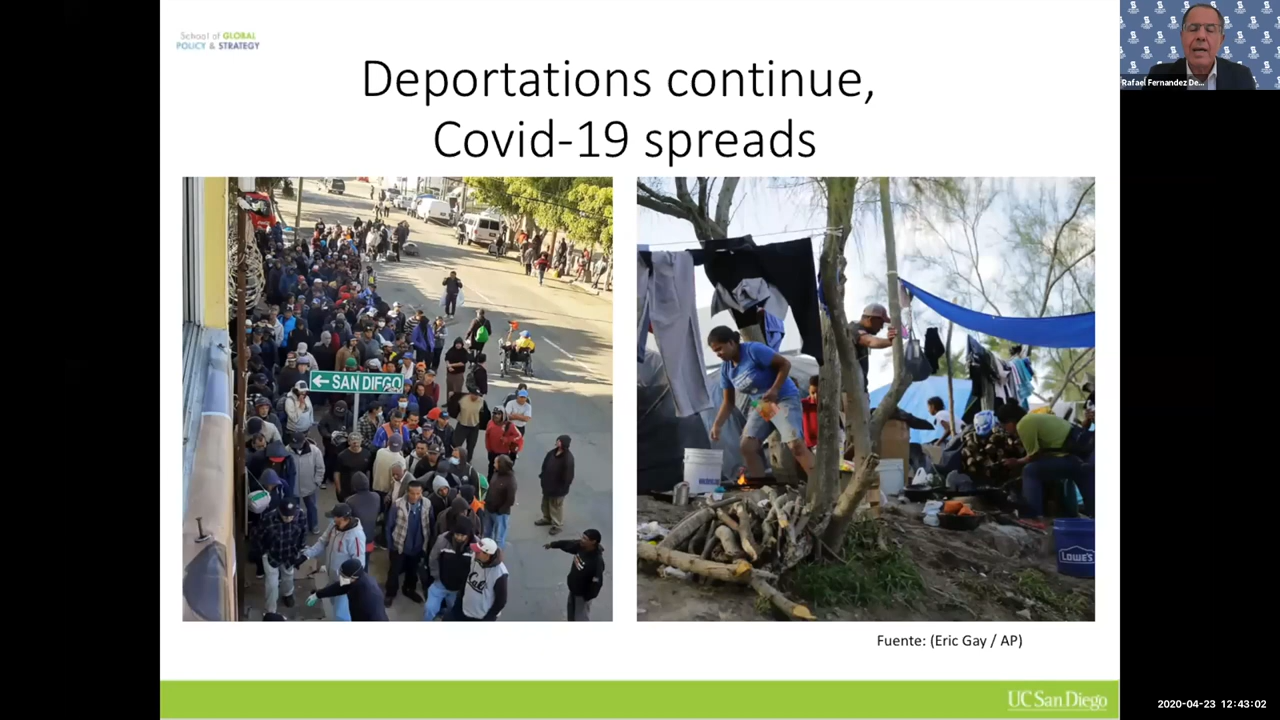 School of GLOBAL
POLICY & STRATEGY
Deportations continue,
Covid-19 spreads
← SAN DIEGO
LOWE'S
Fuente: (Eric Gay / AP)
UC San Diego
Rafael Fernandez De...
2020-04-23 12:43:02